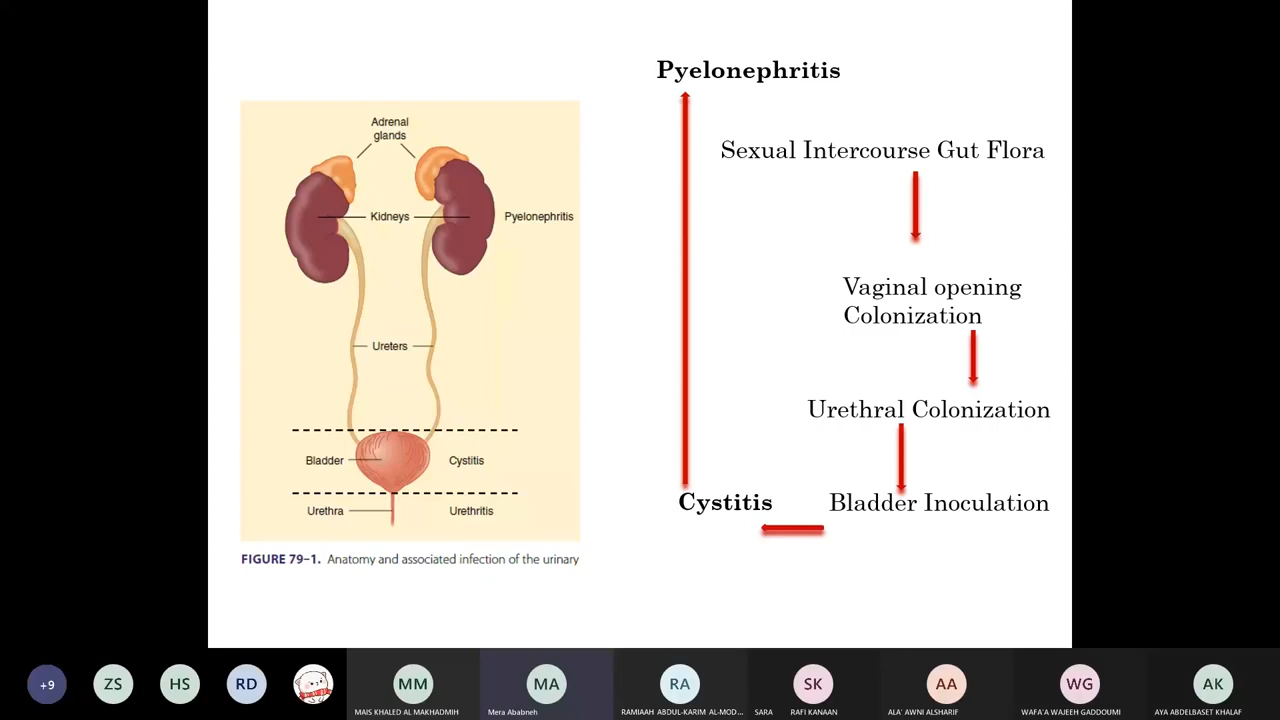 Pyelonephritis
Sexual Intercourse Gut Flora
Vaginal opening
Colonization
Urethral Colonization
Cystitis
Bladder Inoculation
Adrenal
glands
Kidneys
Pyelonephritis
Ureters
Bladder
Cystitis
Urethra
Urethritis
FIGURE 79–1. Anatomy and associated infection of the urinary
+9
ZS
HS
RD
MM
MA
RA
SK
AA
WG
AK
MAIS KHALED AL MAKHADMIH
Mera Ababneh
RAMIAAH ABDUL-KARIM AL-MOD...
SARA RAFI KANAAN
ALA' AWNI ALSHARIF
WAFA'A WAJEEH GADDOUMI
AYA ABDELBASET KHALAF